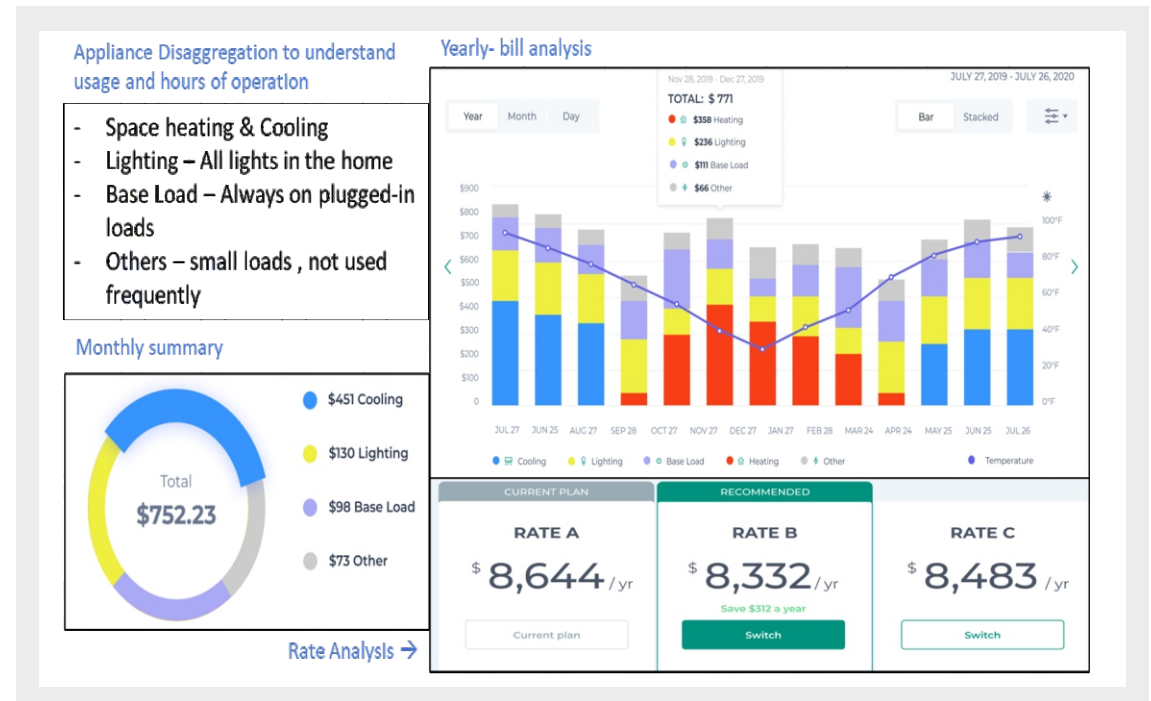 Appliance Disaggregation to understand
usage and hours of operation
- Space heating & Cooling
- Lighting – All lights in the home
- Base Load – Always on plugged-in
loads
- Others – small loads , not used
frequently
Monthly summary
Total
$752.23
$451 Cooling
$130 Lighting
$98 Base Load
$73 Other
Rate Analysis →
Yearly- bill analysis
JULY 27, 2019 - JULY 26, 2020
Year Month Day
Nov 28, 2019 - Dec 27, 2019
TOTAL: $ 771
$358 Heating
$236 Lighting
$111 Base Load
$66 Other
Bar Stacked
$900
$800
$700
$600
$500
$400
$300
$200
$100
0
100°F
80°F
60°F
40°F
20°F
0°F
JUL 27 JUN 25 AUG 27 SEP 28 OCT 27 NOV 27 DEC 27 JAN 27 FEB 28 MAR 24 APR 24 MAY 25 JUN 25 JUL 26
Cooling Lighting Base Load Heating Other Temperature
CURRENT PLAN
RATE A
$ 8,644 / yr
Current plan
RECOMMENDED
RATE B
$ 8,332 / yr
Save $312 a year
Switch
RATE C
$ 8,483 / yr
Switch